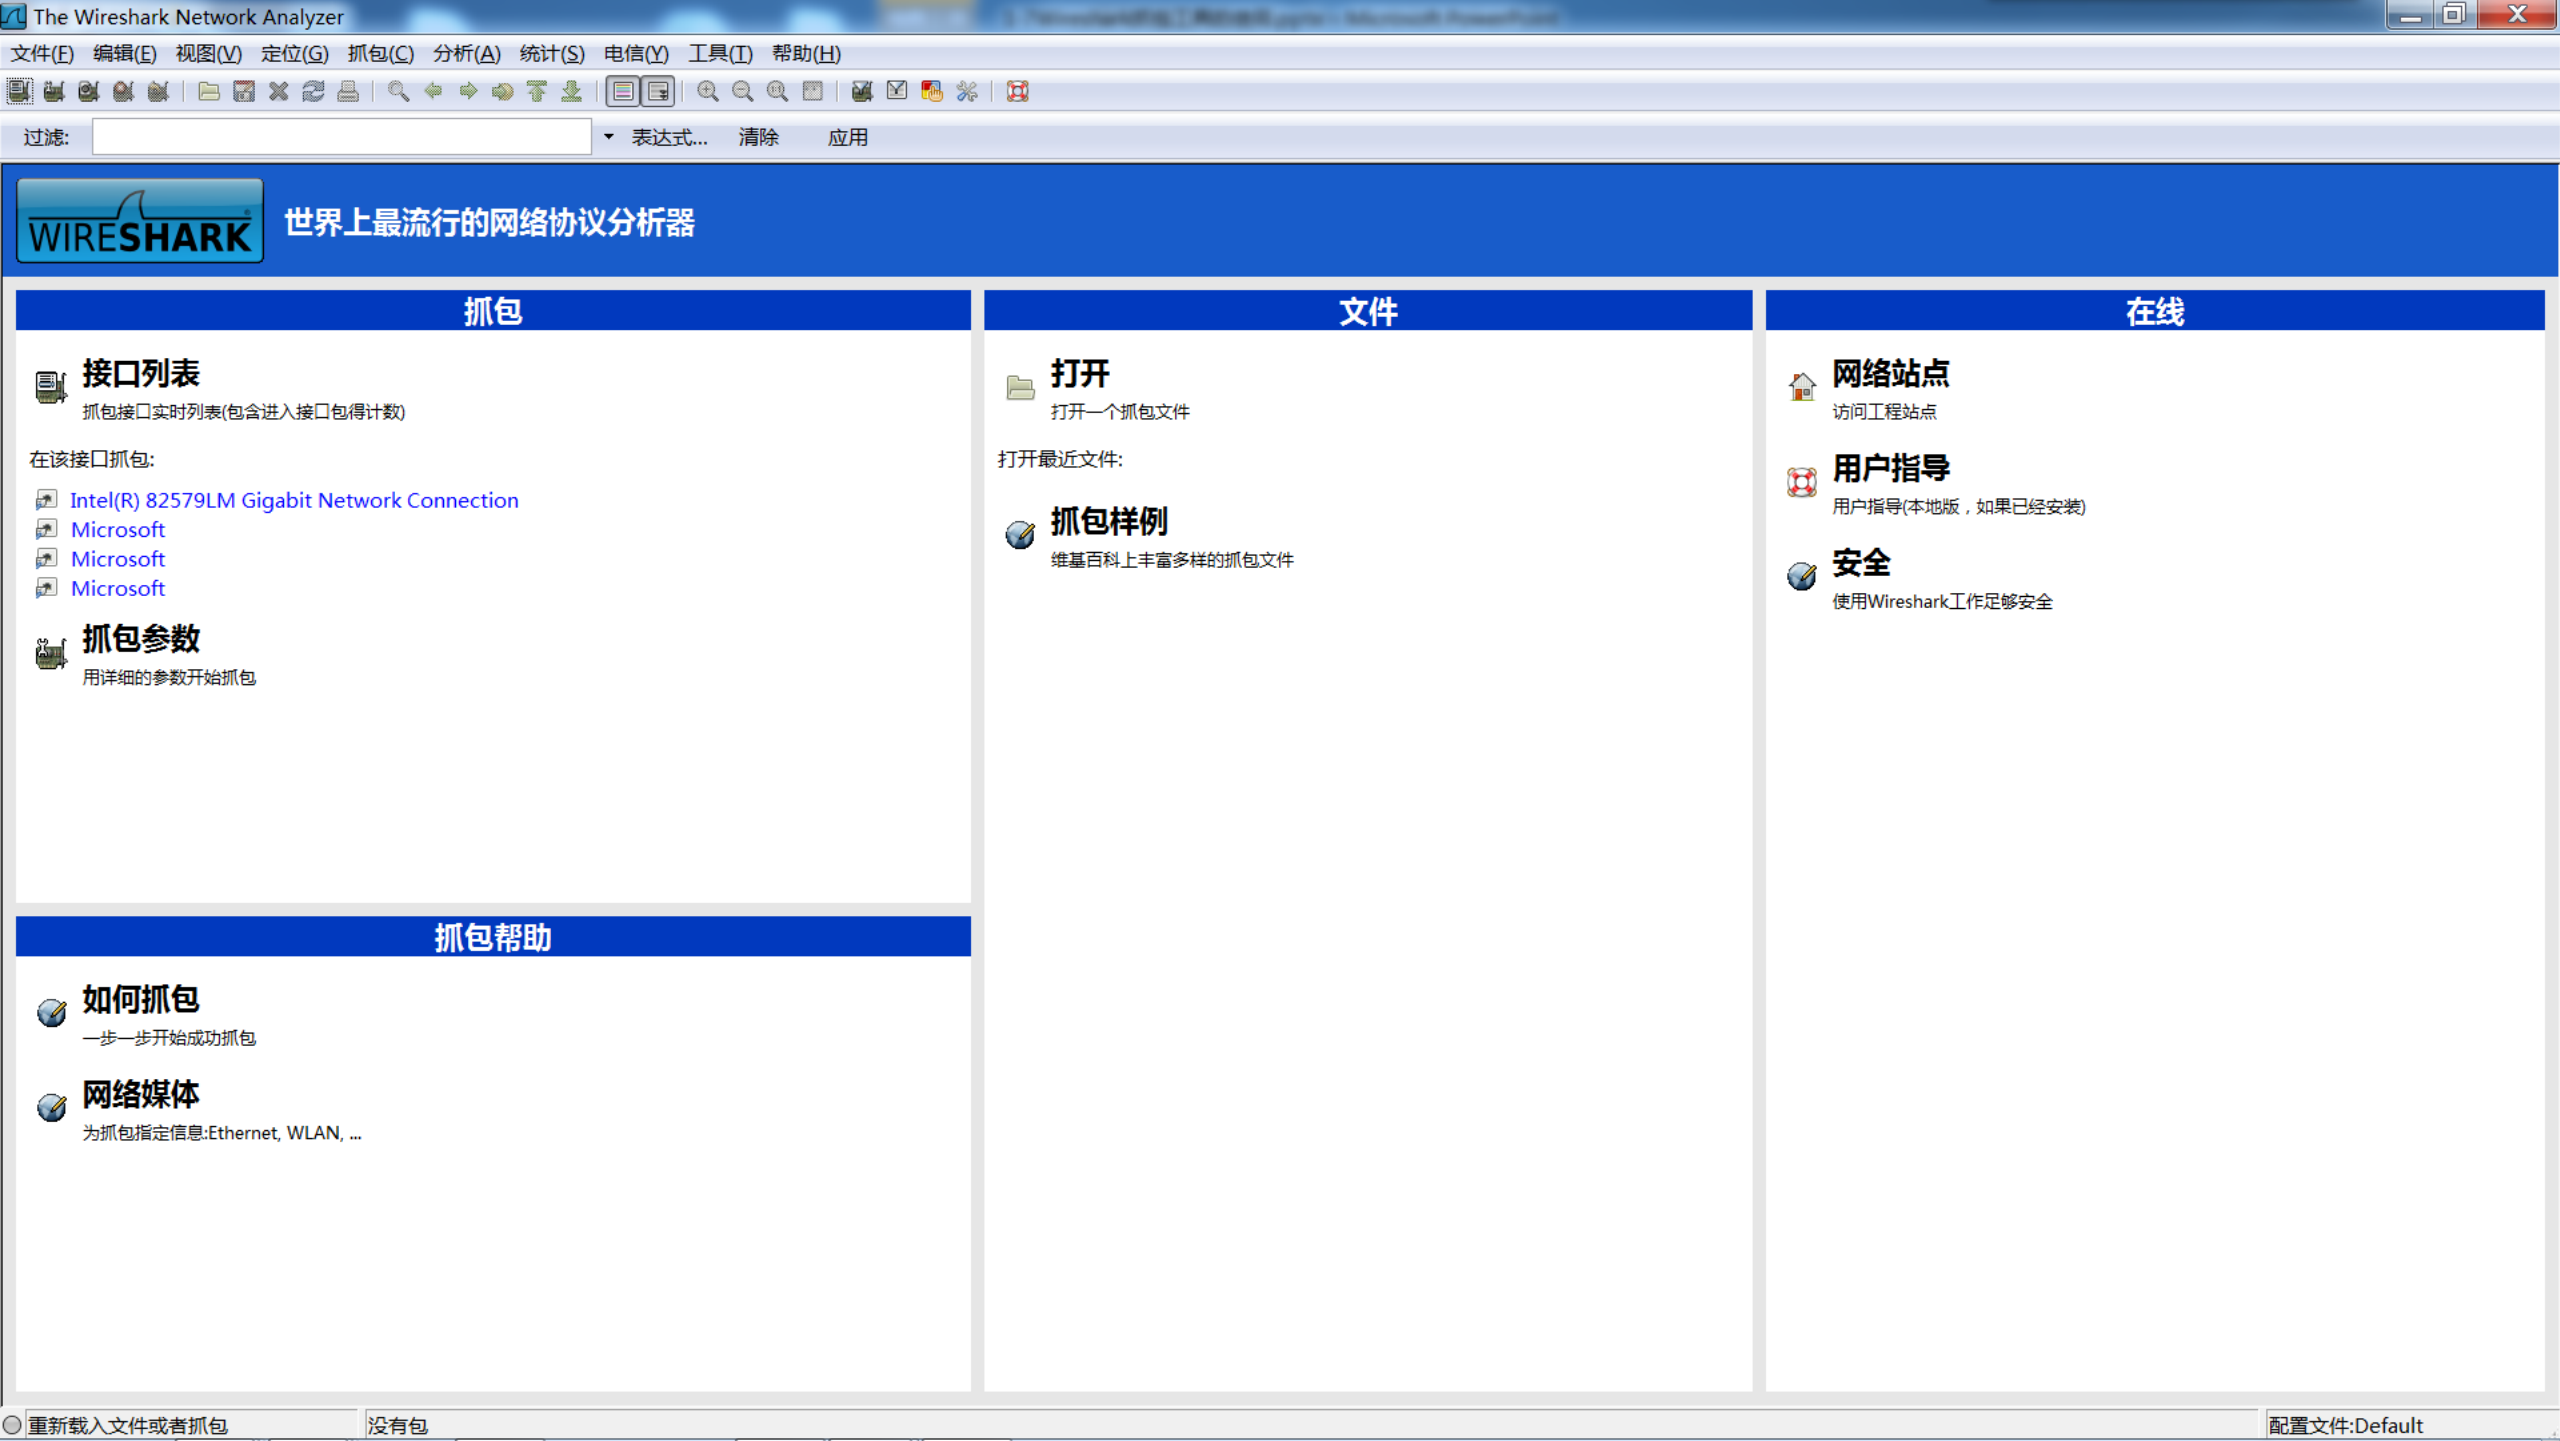 The Wireshark Network Analyzer
文件(F) 编辑(E) 视图(V) 定位(G) 抓包(C) 分析(A) 统计(S) 电信(Y) 工具(T) 帮助(H)
过滤: 表达式... 清除 应用
WIRESHARK 世界上最流行的网络协议分析器
抓包
接口列表
抓包接口实时列表(包含进入接口包得计数)
在该接口抓包:
Intel(R) 82579LM Gigabit Network Connection
Microsoft
Microsoft
Microsoft
抓包参数
用详细的参数开始抓包
抓包帮助
如何抓包
一步一步开始成功抓包
网络媒体
为抓包指定信息:Ethernet, WLAN, ...
文件
打开
打开一个抓包文件
打开最近文件:
抓包样例
维基百科上丰富多样的抓包文件
在线
网络站点
访问工程站点
用户指导
用户指导(本地版，如果已经安装)
安全
使用Wireshark工作足够安全
重新载入文件或者抓包 没有包 配置文件:Default